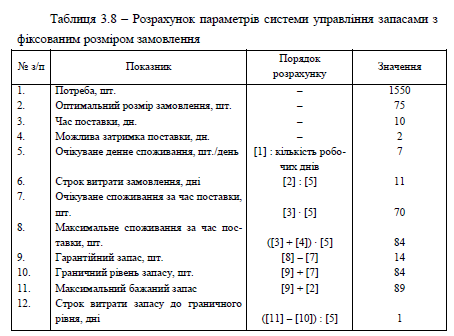 Таблиця 3.8 – Розрахунок параметрів системи управління запасами з
фіксованим розміром замовлення
№ з/п Показник Порядок розрахунку Значення
1. Потреба, шт. – 1550
2. Оптимальний розмір замовлення, шт. – 75
3. Час поставки, дн. – 10
4. Можлива затримка поставки, дн. – 2
5. Очікуване денне споживання, шт./день [1] : кількість робо- 7
чих днів
6. Строк витрати замовлення, дні [2] : [5] 11
7. Очікуване споживання за час поставки,
шт. [3] · [5] 70
8. Максимальне споживання за час пос-
тавки, шт. ([3] + [4]) · [5] 84
9. Гарантійний запас, шт. [8] – [7] 14
10. Граничний рівень запасу, шт. [9] + [7] 84
11. Максимальний бажаний запас [9] + [2] 89
12. Строк витрати запасу до граничного
рівня, дні ([11] – [10]) : [5] 1